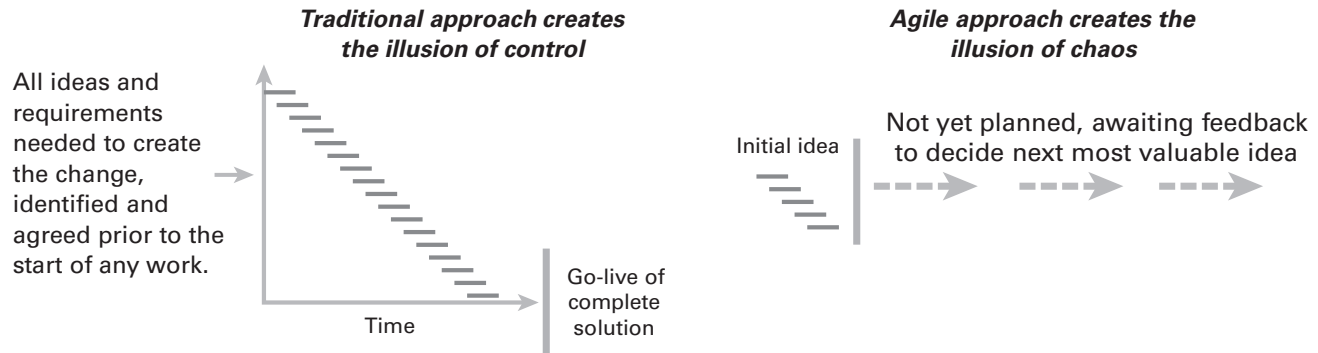 Traditional approach creates
the illusion of control
All ideas and
requirements
needed to create
the change,
identified and
agreed prior to the
start of any work.
Time
Go-live of
complete
solution
Agile approach creates the
illusion of chaos
Initial idea
Not yet planned, awaiting feedback
to decide next most valuable idea